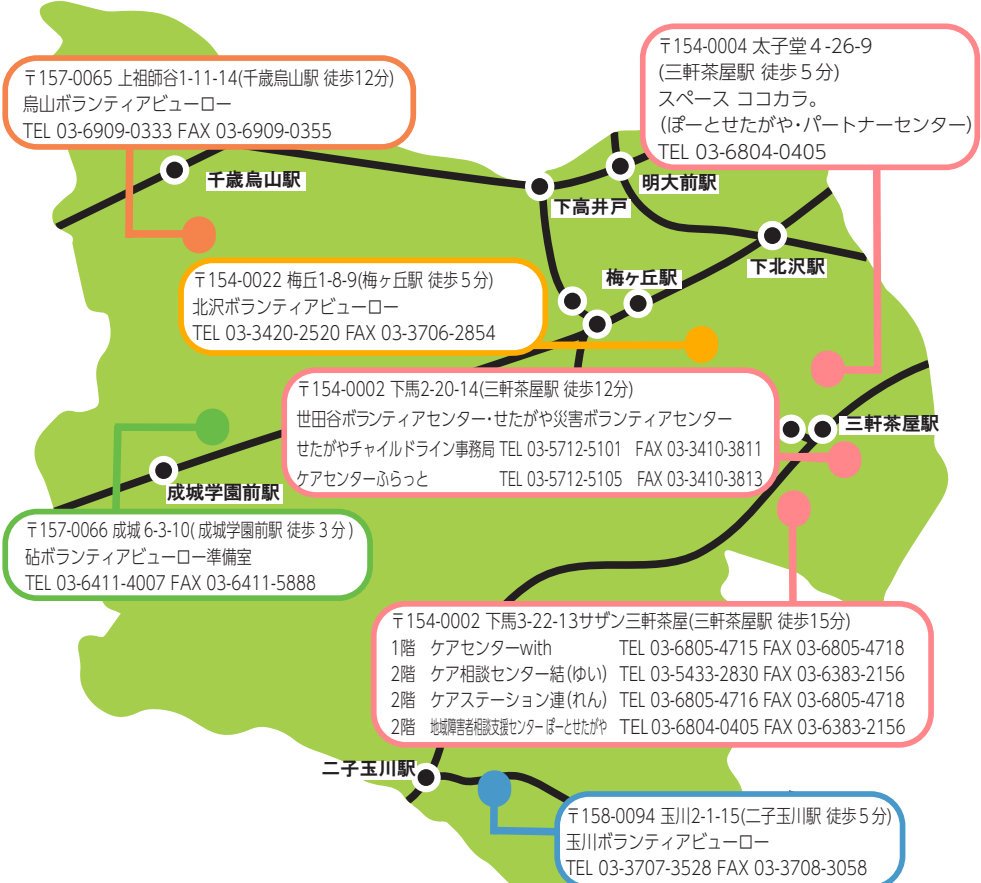 〒157-0065 上祖師谷1-11-14(千歳烏山駅 徒歩12分)
烏山ボランティアビューロー
TEL 03-6909-0333 FAX 03-6909-0355
〒154-0004 太子堂4-26-9
(三軒茶屋駅 徒歩5分)
スペース ココカラ。
(ぽーとせたがや・パートナーセンター)
TEL 03-6804-0405
千歳烏山駅
明大前駅
下高井戸
下北沢駅
梅ヶ丘駅
〒154-0022 梅丘1-8-9(梅ヶ丘駅 徒歩5分)
北沢ボランティアビューロー
TEL 03-3420-2520 FAX 03-3706-2854
〒154-0002 下馬2-20-14(三軒茶屋駅 徒歩12分)
世田谷ボランティアセンター・せたがや災害ボランティアセンター
せたがやチャイルドライン事務局 TEL 03-5712-5101 FAX 03-3410-3811
ケアセンターふらっと TEL 03-5712-5105 FAX 03-3410-3813
三軒茶屋駅
成城学園前駅
〒157-0066 成城 6-3-10( 成城学園前駅 徒歩 3 分 )
砧ボランティアビューロー準備室
TEL 03-6411-4007 FAX 03-6411-5888
〒154-0002 下馬3-22-13サザン三軒茶屋(三軒茶屋駅 徒歩15分)
1階 ケアセンターwith TEL 03-6805-4715 FAX 03-6805-4718
2階 ケア相談センター結(ゆい) TEL 03-5433-2830 FAX 03-6383-2156
2階 ケアステーション連(れん) TEL 03-6805-4716 FAX 03-6805-4718
2階 地域障害者相談支援センターぽーとせたがや TEL 03-6804-0405 FAX 03-6383-2156
二子玉川駅
〒158-0094 玉川2-1-15(二子玉川駅 徒歩5分)
玉川ボランティアビューロー
TEL 03-3707-3528 FAX 03-3708-3058